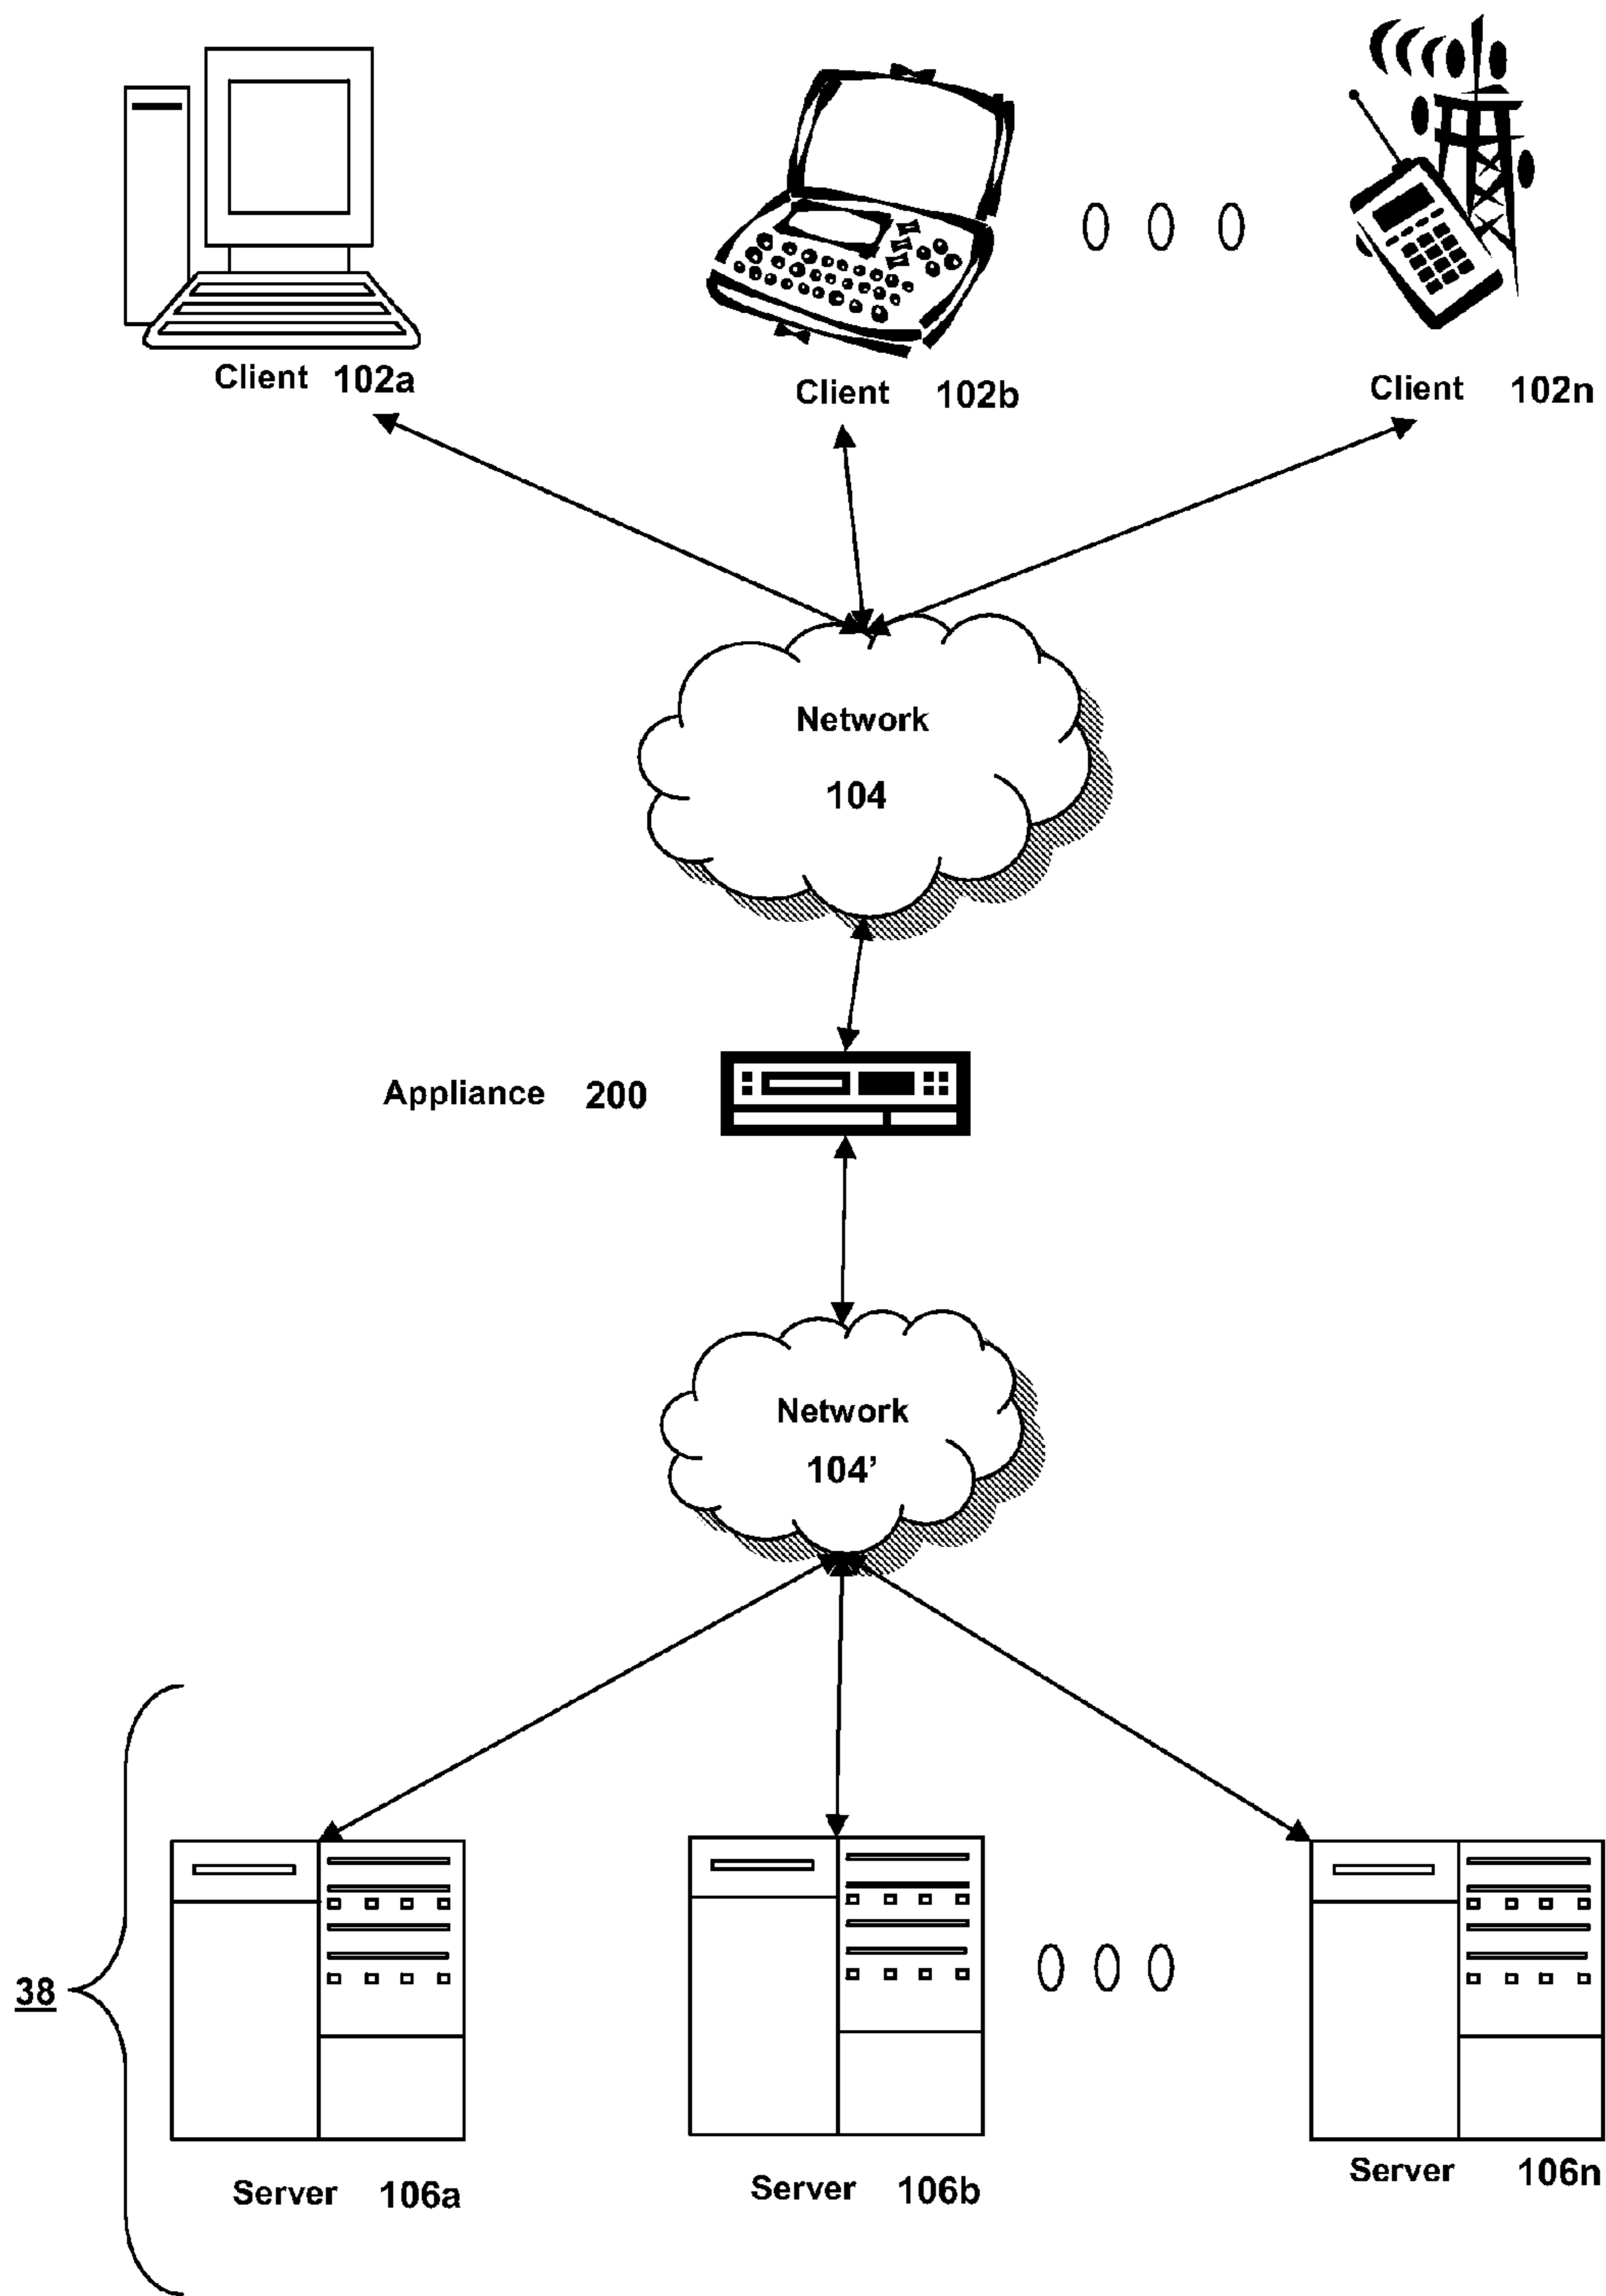 Client 102a
Client 102b
Client 102n
Network
104
Appliance 200
Network
104’
38
Server 106a
Server 106b
Server 106n